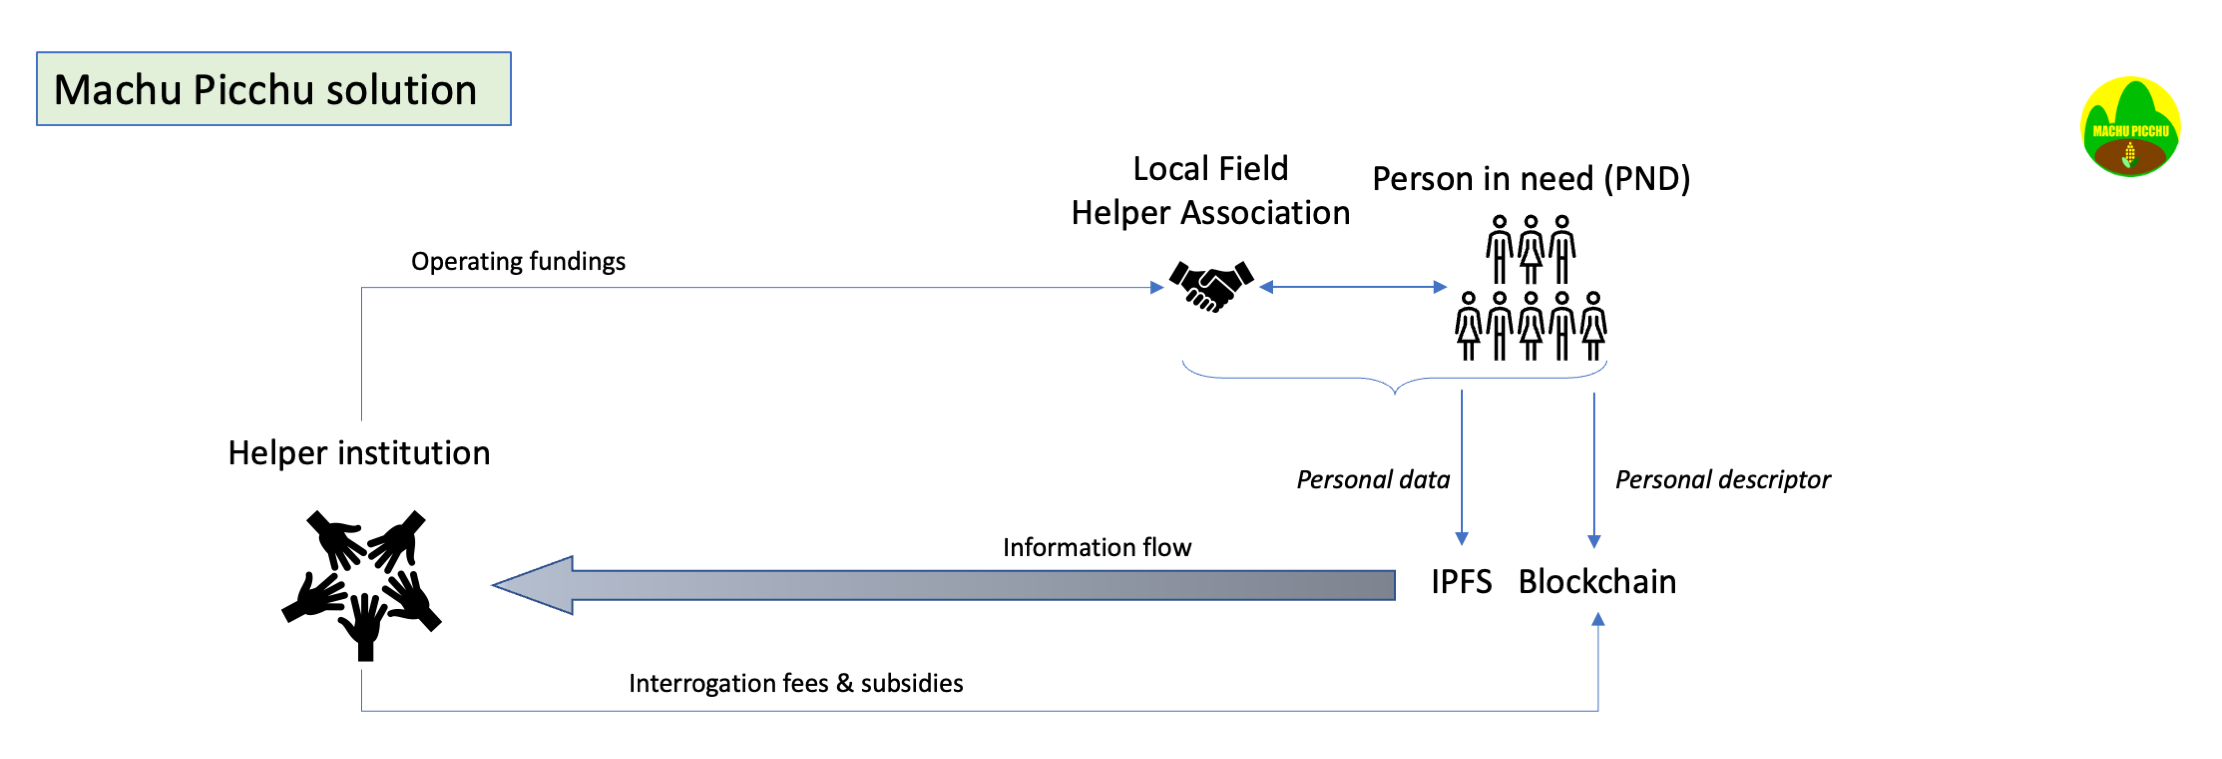 Machu Picchu solution
MACHU PICCHU
Local Field
Helper Association
Person in need (PND)
Operating fundings
Helper institution
Personal data
Personal descriptor
Information flow
IPFS
Blockchain
Interrogation fees & subsidies